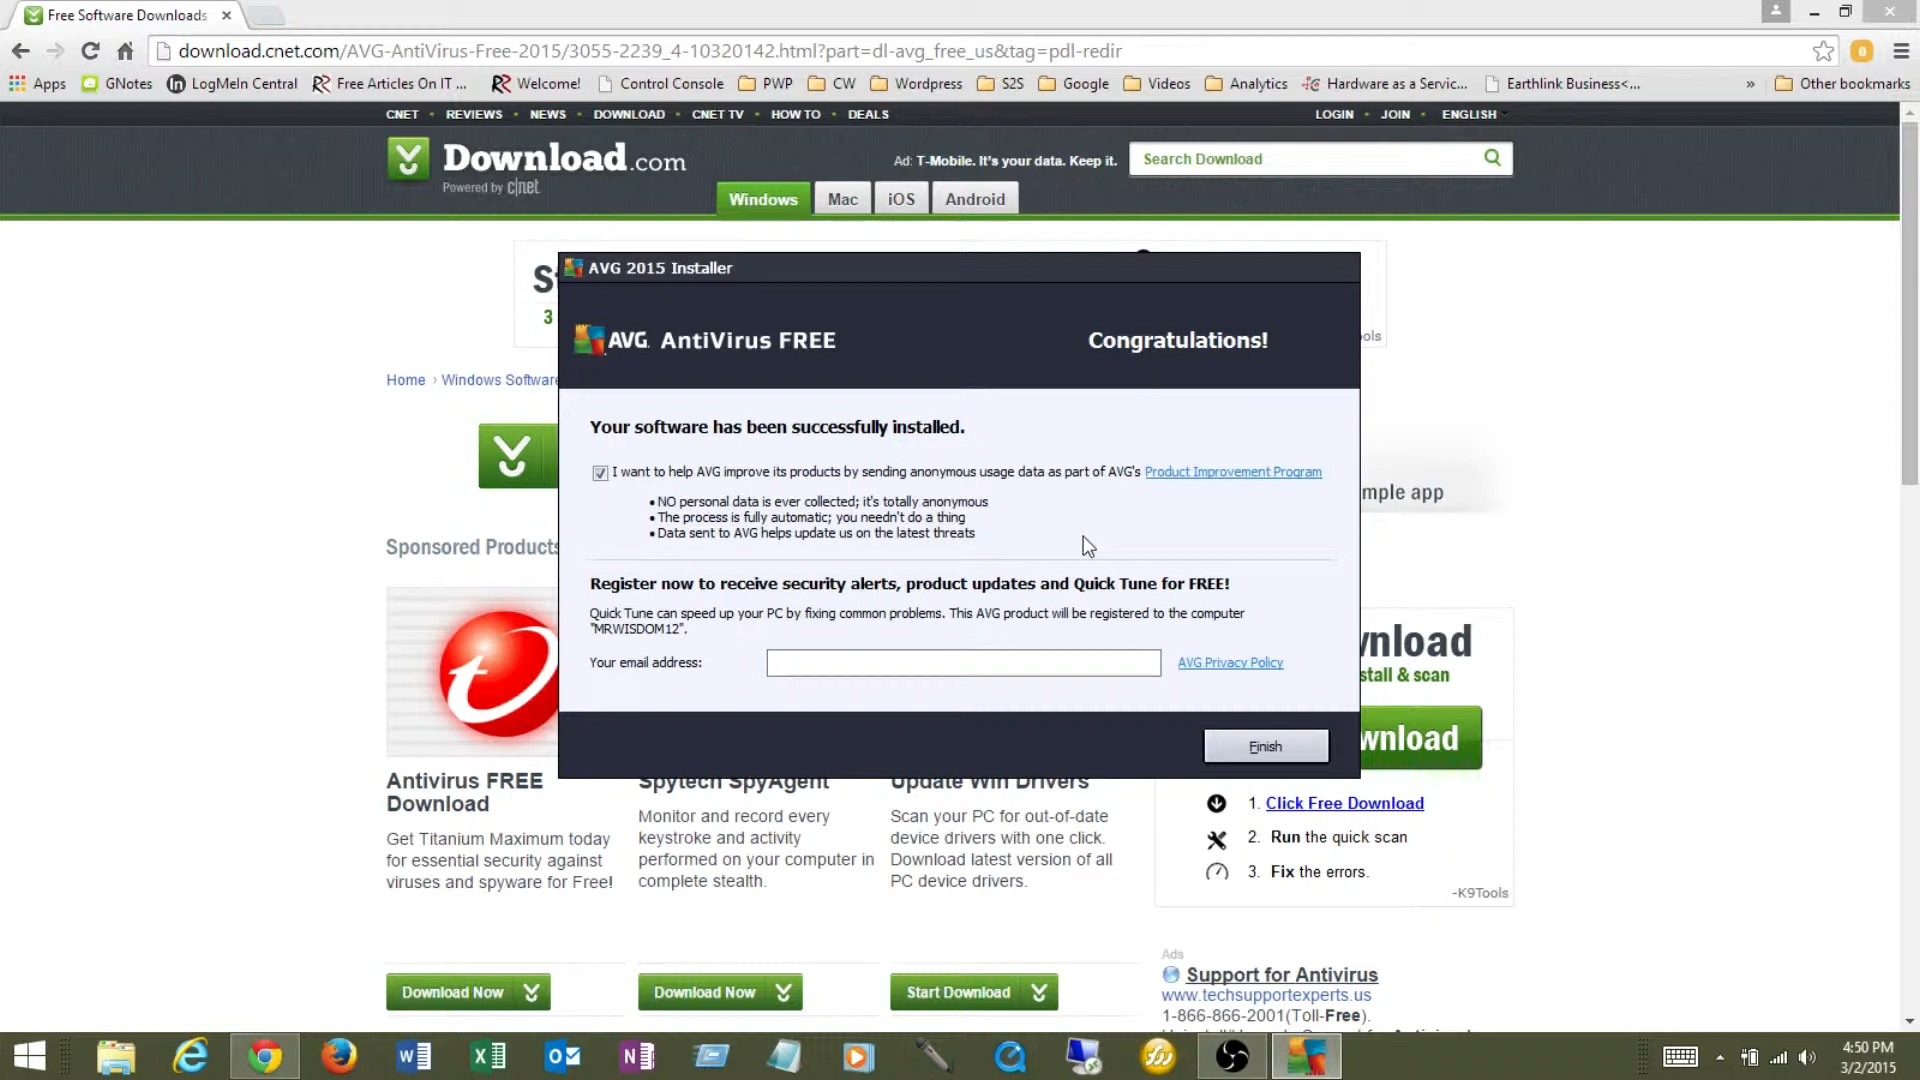 Free Software Downloads
download.cnet.com/AVG-AntiVirus-Free-2015/3055-2239_4-10320142.html?part=dl-avg_free_us&tag=pdl-redir
0
Apps GNotes LogMeIn Central Free Articles On IT ... Welcome! Control Console PWP CW Wordpress S2S Google Videos Analytics Hardware as a Servic... Earthlink Business<... » Other bookmarks
CNET REVIEWS NEWS DOWNLOAD CNET TV HOW TO DEALS LOGIN JOIN ENGLISH
Download.com
Powered by c|net
Ad: T-Mobile. It's your data. Keep it.
Search Download
Windows Mac iOS Android
St
3
ols
AVG 2015 Installer
AVG. AntiVirus FREE
Congratulations!
Home › Windows Software
Your software has been successfully installed.
I want to help AVG improve its products by sending anonymous usage data as part of AVG's Product Improvement Program
• NO personal data is ever collected; it's totally anonymous
• The process is fully automatic; you needn't do a thing
• Data sent to AVG helps update us on the latest threats
mple app
Sponsored Products
Register now to receive security alerts, product updates and Quick Tune for FREE!
Quick Tune can speed up your PC by fixing common problems. This AVG product will be registered to the computer
"MRWISDOM12".
Your email address:
AVG Privacy Policy
Finish
wnload
stall & scan
wnload
Antivirus FREE
Download
Get Titanium Maximum today
for essential security against
viruses and spyware for Free!
Download Now
Spytech SpyAgent
Monitor and record every
keystroke and activity
performed on your computer in
complete stealth.
Download Now
Update Win Drivers
Scan your PC for out-of-date
device drivers with one click.
Download latest version of all
PC device drivers.
Start Download
1. Click Free Download
2. Run the quick scan
3. Fix the errors.
-K9Tools
Ads
Support for Antivirus
www.techsupportexperts.us
1-866-866-2001(Toll-Free).
4:50 PM
3/2/2015